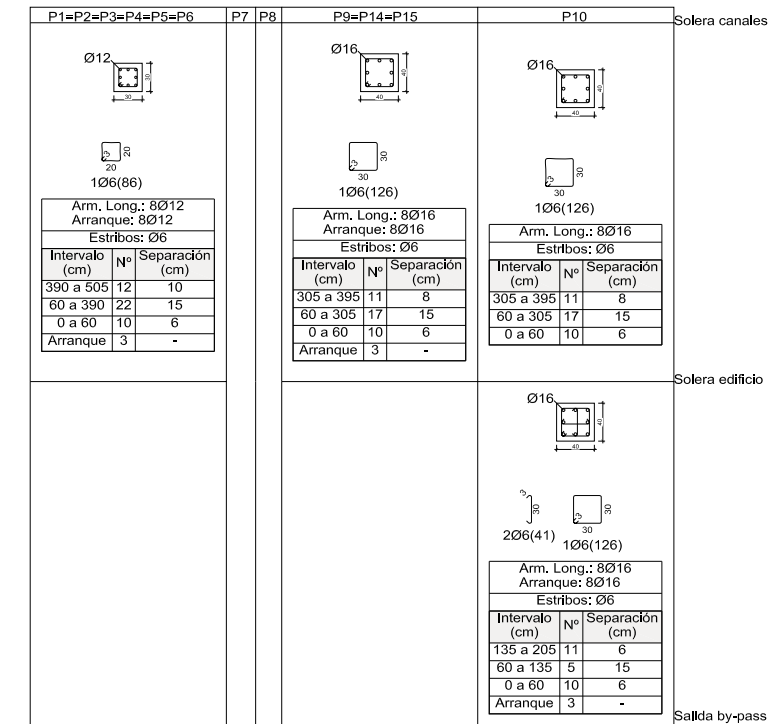 P1=P2=P3=P4=P5=P6 P7 P8 P9=P14=P15 P10
Solera canales
Ø12
30
30
20
3
20
1Ø6(86)
Arm. Long.: 8Ø12
Arranque: 8Ø12
Estribos: Ø6
Intervalo (cm) Nº Separación (cm)
390 a 505 12 10
60 a 390 22 15
0 a 60 10 6
Arranque 3 -
Ø16
40
40
30
3
30
1Ø6(126)
Arm. Long.: 8Ø16
Arranque: 8Ø16
Estribos: Ø6
Intervalo (cm) Nº Separación (cm)
305 a 395 11 8
60 a 305 17 15
0 a 60 10 6
Arranque 3 -
Ø16
40
40
30
3
30
1Ø6(126)
Arm. Long.: 8Ø16
Estribos: Ø6
Intervalo (cm) Nº Separación (cm)
305 a 395 11 8
60 a 305 17 15
0 a 60 10 6
Solera edificio
Ø16
40
40
3
30
2Ø6(41)
30
3
30
1Ø6(126)
Arm. Long.: 8Ø16
Arranque: 8Ø16
Estribos: Ø6
Intervalo (cm) Nº Separación (cm)
135 a 205 11 6
60 a 135 5 15
0 a 60 10 6
Arranque 3 -
Salida by-pass